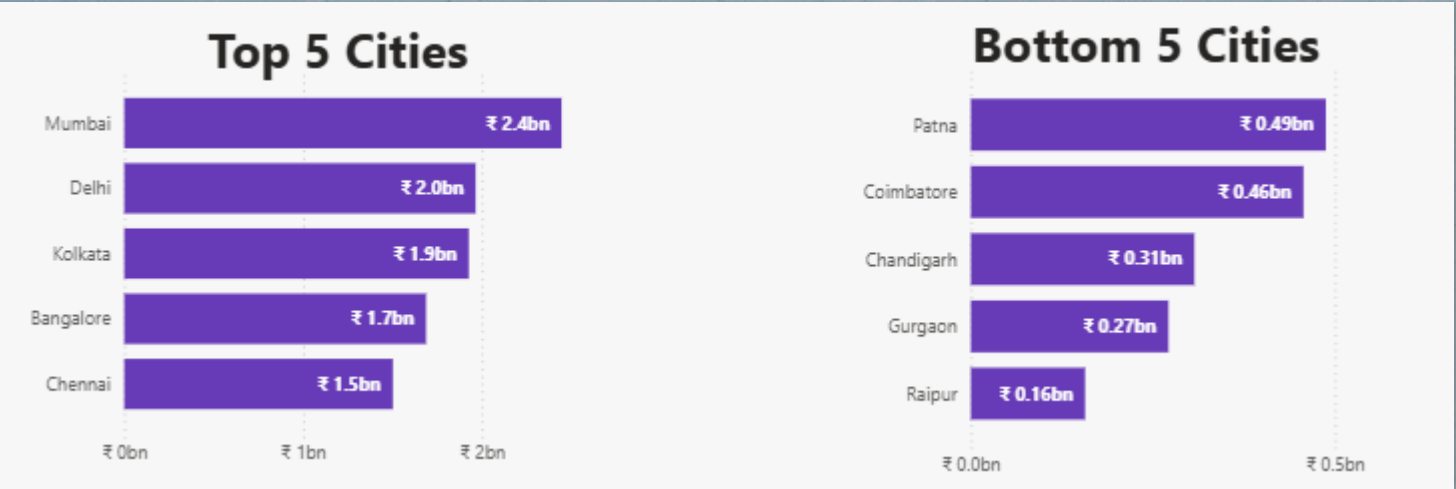 Top 5 Cities
Mumbai ₹ 2.4bn
Delhi ₹ 2.0bn
Kolkata ₹ 1.9bn
Bangalore ₹ 1.7bn
Chennai ₹ 1.5bn
₹ 0bn ₹ 1bn ₹ 2bn
Bottom 5 Cities
Patna ₹ 0.49bn
Coimbatore ₹ 0.46bn
Chandigarh ₹ 0.31bn
Gurgaon ₹ 0.27bn
Raipur ₹ 0.16bn
₹ 0.0bn ₹ 0.5bn